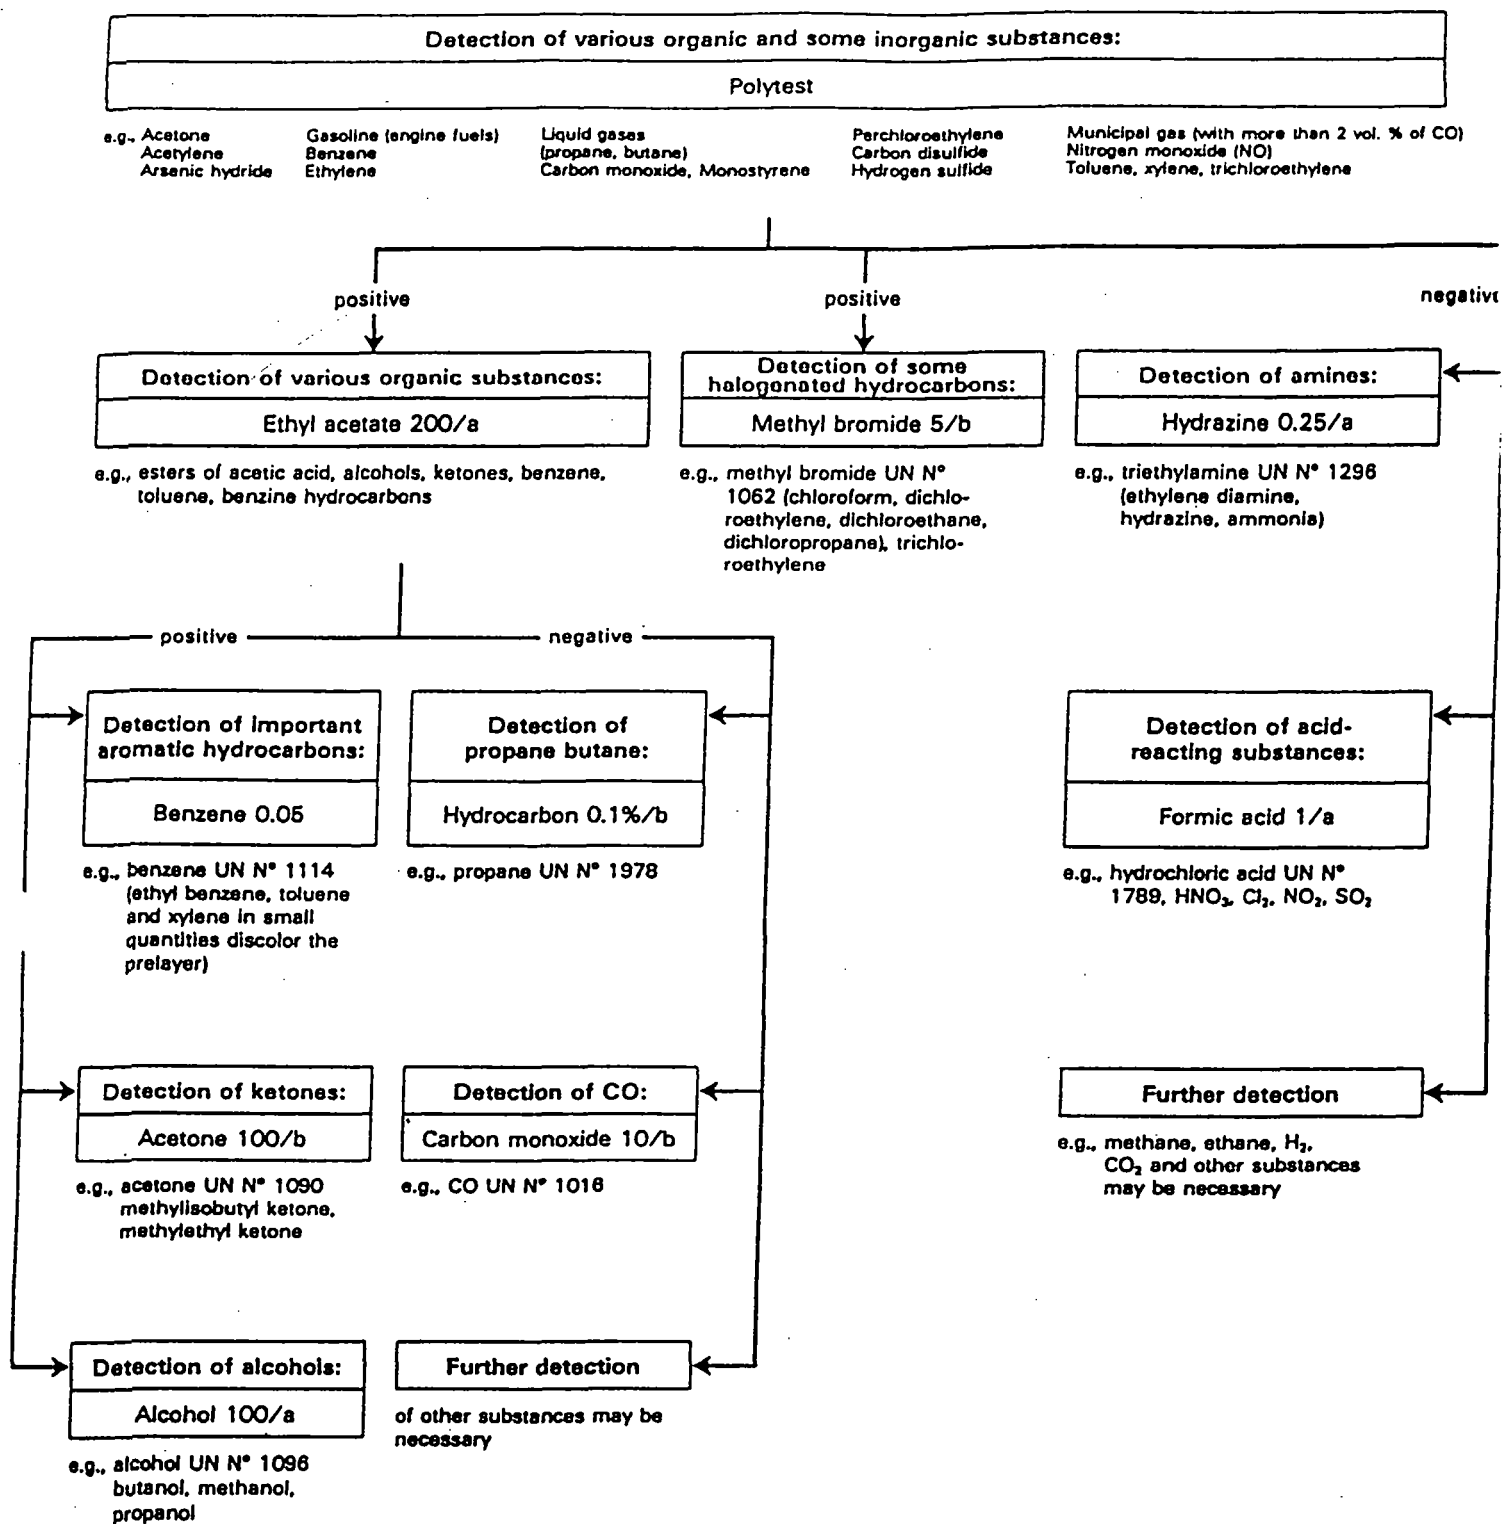 Detection of various organic and some inorganic substances:
Polytest
e.g., Acetone
Acetylene
Arsenic hydride
Gasoline (engine fuels)
Benzene
Ethylene
Liquid gases
(propane, butane)
Carbon monoxide, Monostyrene
Perchloroethylene
Carbon disulfide
Hydrogen sulfide
Municipal gas (with more than 2 vol. % of CO)
Nitrogen monoxide (NO)
Toluene, xylene, trichloroethylene
positive
positive
negative
Detection of various organic substances:
Ethyl acetate 200/a
e.g., esters of acetic acid, alcohols, ketones, benzene,
toluene, benzine hydrocarbons
Detection of some
halogenated hydrocarbons:
Methyl bromide 5/b
e.g., methyl bromide UN N°
1062 (chloroform, dichlo-
roethylene, dichloroethane,
dichloropropane), trichlo-
roethylene
Detection of amines:
Hydrazine 0.25/a
e.g., triethylamine UN N° 1296
(ethylene diamine,
hydrazine, ammonia)
positive
negative
Detection of important
aromatic hydrocarbons:
Benzene 0.05
e.g., benzene UN N° 1114
(ethyl benzene, toluene
and xylene in small
quantities discolor the
prelayer)
Detection of
propane butane:
Hydrocarbon 0.1%/b
e.g., propane UN N° 1978
Detection of acid-
reacting substances:
Formic acid 1/a
e.g., hydrochloric acid UN N°
1789, HNO₃, Cl₂, NO₂, SO₂
Detection of ketones:
Acetone 100/b
e.g., acetone UN N° 1090
methylisobutyl ketone,
methylethyl ketone
Detection of CO:
Carbon monoxide 10/b
e.g., CO UN N° 1016
Further detection
e.g., methane, ethane, H₂,
CO₂ and other substances
may be necessary
Detection of alcohols:
Alcohol 100/a
e.g., alcohol UN N° 1096
butanol, methanol,
propanol
Further detection
of other substances may be
necessary